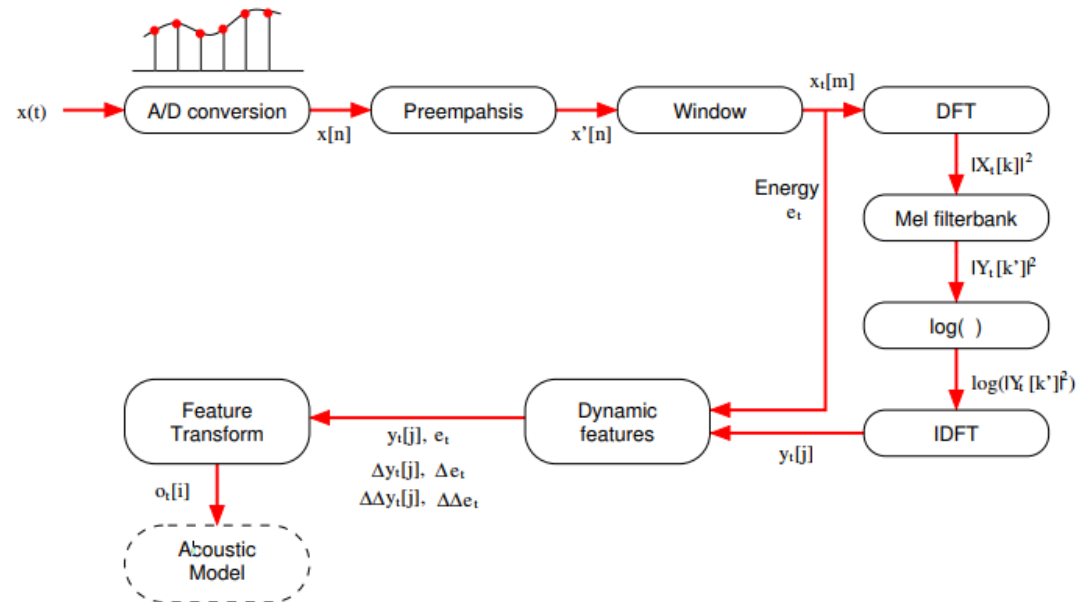 x(t)
A/D conversion
x[n]
Preempahsis
x'[n]
Window
xₜ[m]
DFT
|Xₜ[k]|²
Energy
eₜ
Mel filterbank
|Yₜ[k']|²
log( )
log(|Yₜ[k']|²)
IDFT
yₜ[j]
Dynamic
features
yₜ[j], eₜ
Δyₜ[j], Δeₜ
ΔΔyₜ[j], ΔΔeₜ
Feature
Transform
oₜ[i]
Acoustic
Model